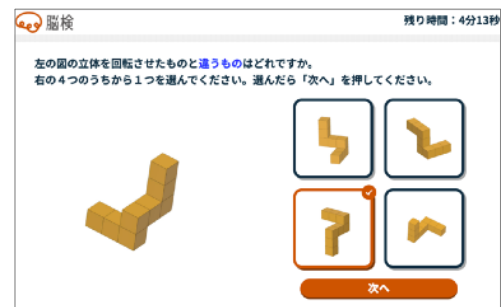 脳検
残り時間：4分13秒
左の図の立体を回転させたものと違うものはどれですか。
右の４つのうちから１つを選んでください。選んだら「次へ」を押してください。
次へ